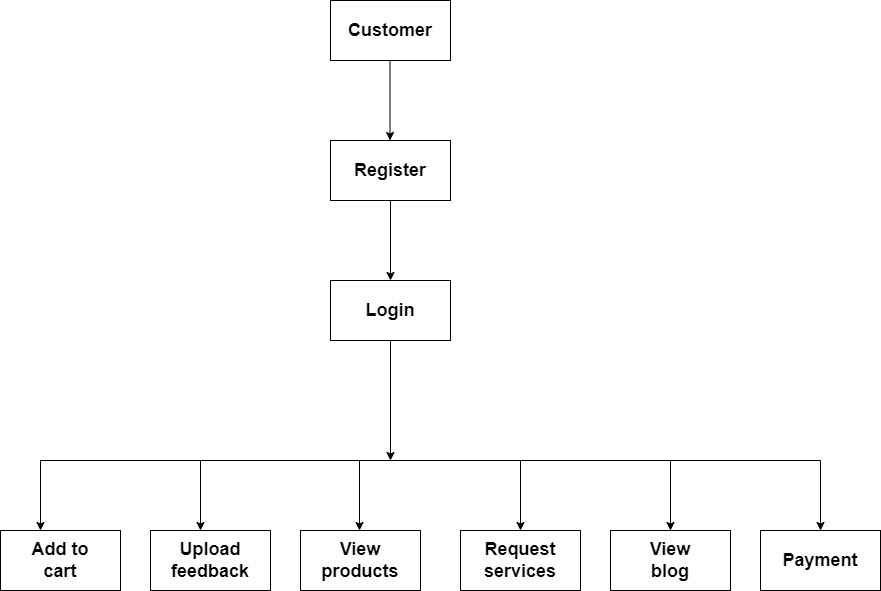 Customer
Register
Login
Add to
cart
Upload
feedback
View
products
Request
services
View
blog
Payment